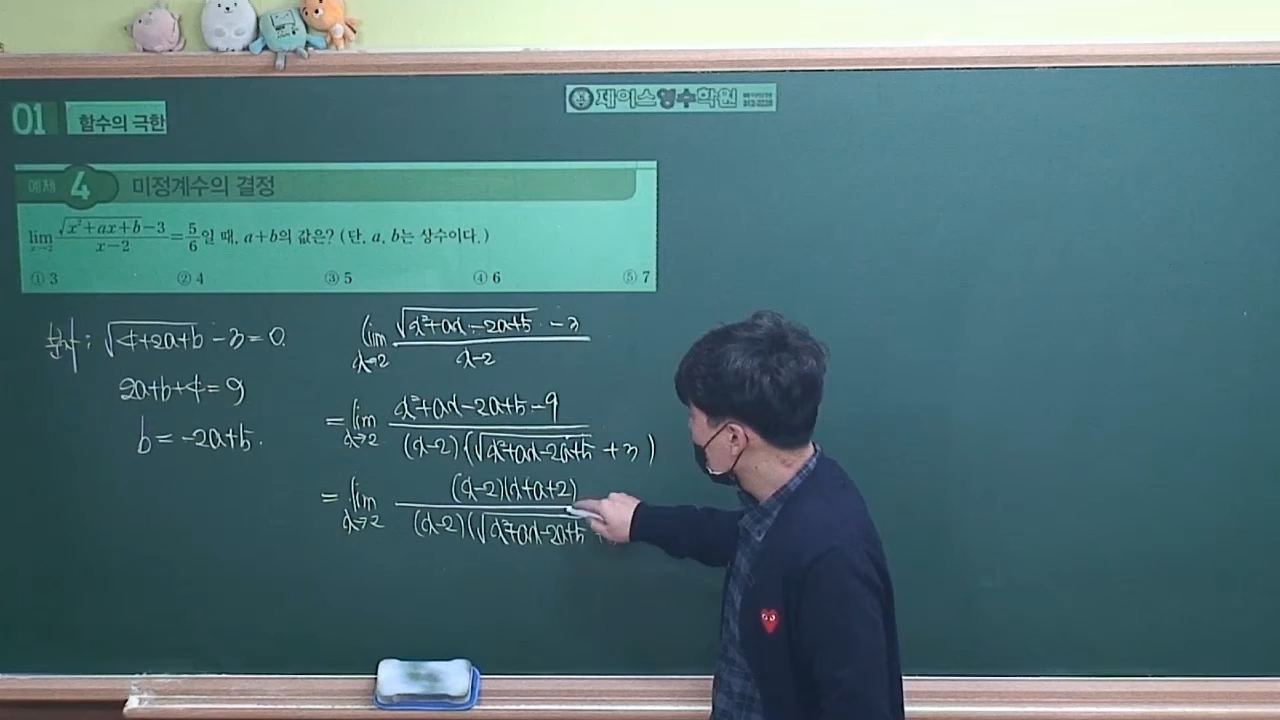 제이스영수학원
01 함수의 극한
예제 4 미정계수의 결정
lim x→2 (√(x²+ax+b)-3)/(x-2) = 5/6 일 때, a+b의 값은? (단, a, b는 상수이다.)
① 3 ② 4 ③ 5 ④ 6 ⑤ 7
분자: √(4+2a+b) -3=0.
2a+b+4=9
b=-2a+5.
lim x→2 (√(x²+ax-2a+5) -3)/(x-2)
= lim x→2 (x²+ax-2a+5-9)/((x-2)(√(x²+ax-2a+5) +3))
= lim x→2 ((x-2)(x+a+2))/((x-2)(√(x²+ax-2a+5)